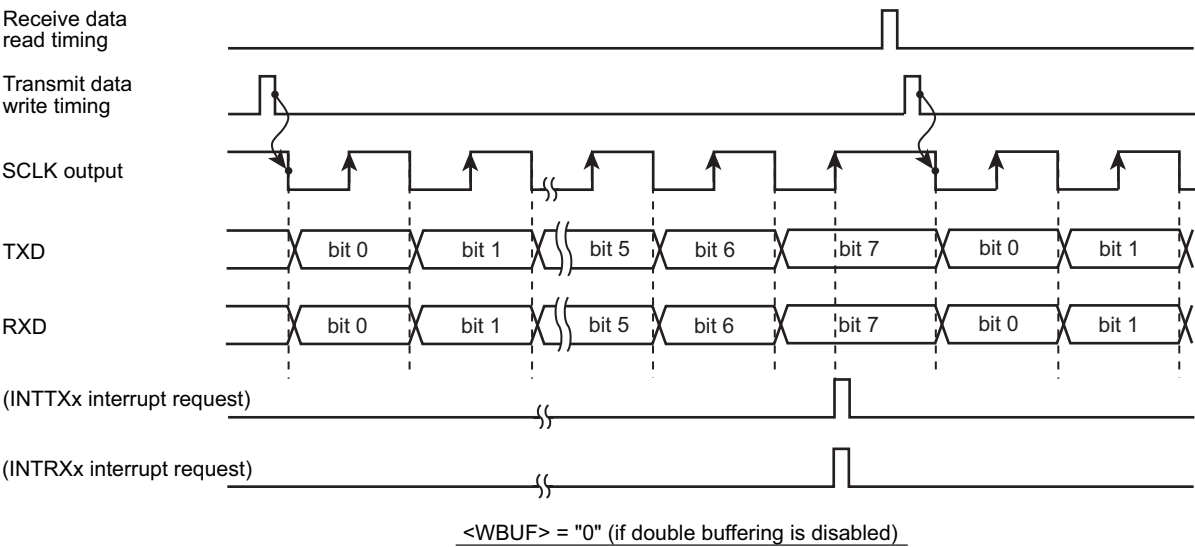 Receive data
read timing
Transmit data
write timing
SCLK output
TXD
bit 0 bit 1 bit 5 bit 6 bit 7 bit 0 bit 1
RXD
bit 0 bit 1 bit 5 bit 6 bit 7 bit 0 bit 1
(INTTXx interrupt request)
(INTRXx interrupt request)
<WBUF> = "0" (if double buffering is disabled)